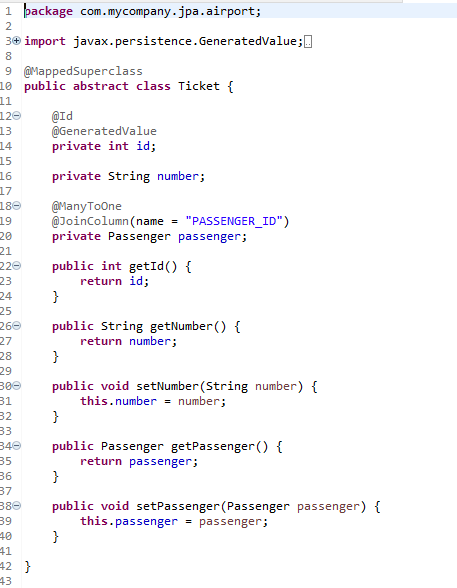 1 package com.mycompany.jpa.airport;
2
3 import javax.persistence.GeneratedValue;
8
9 @MappedSuperclass
10 public abstract class Ticket {
11
12 @Id
13 @GeneratedValue
14 private int id;
15
16 private String number;
17
18 @ManyToOne
19 @JoinColumn(name = "PASSENGER_ID")
20 private Passenger passenger;
21
22 public int getId() {
23 return id;
24 }
25
26 public String getNumber() {
27 return number;
28 }
29
30 public void setNumber(String number) {
31 this.number = number;
32 }
33
34 public Passenger getPassenger() {
35 return passenger;
36 }
37
38 public void setPassenger(Passenger passenger) {
39 this.passenger = passenger;
40 }
41
42 }
43